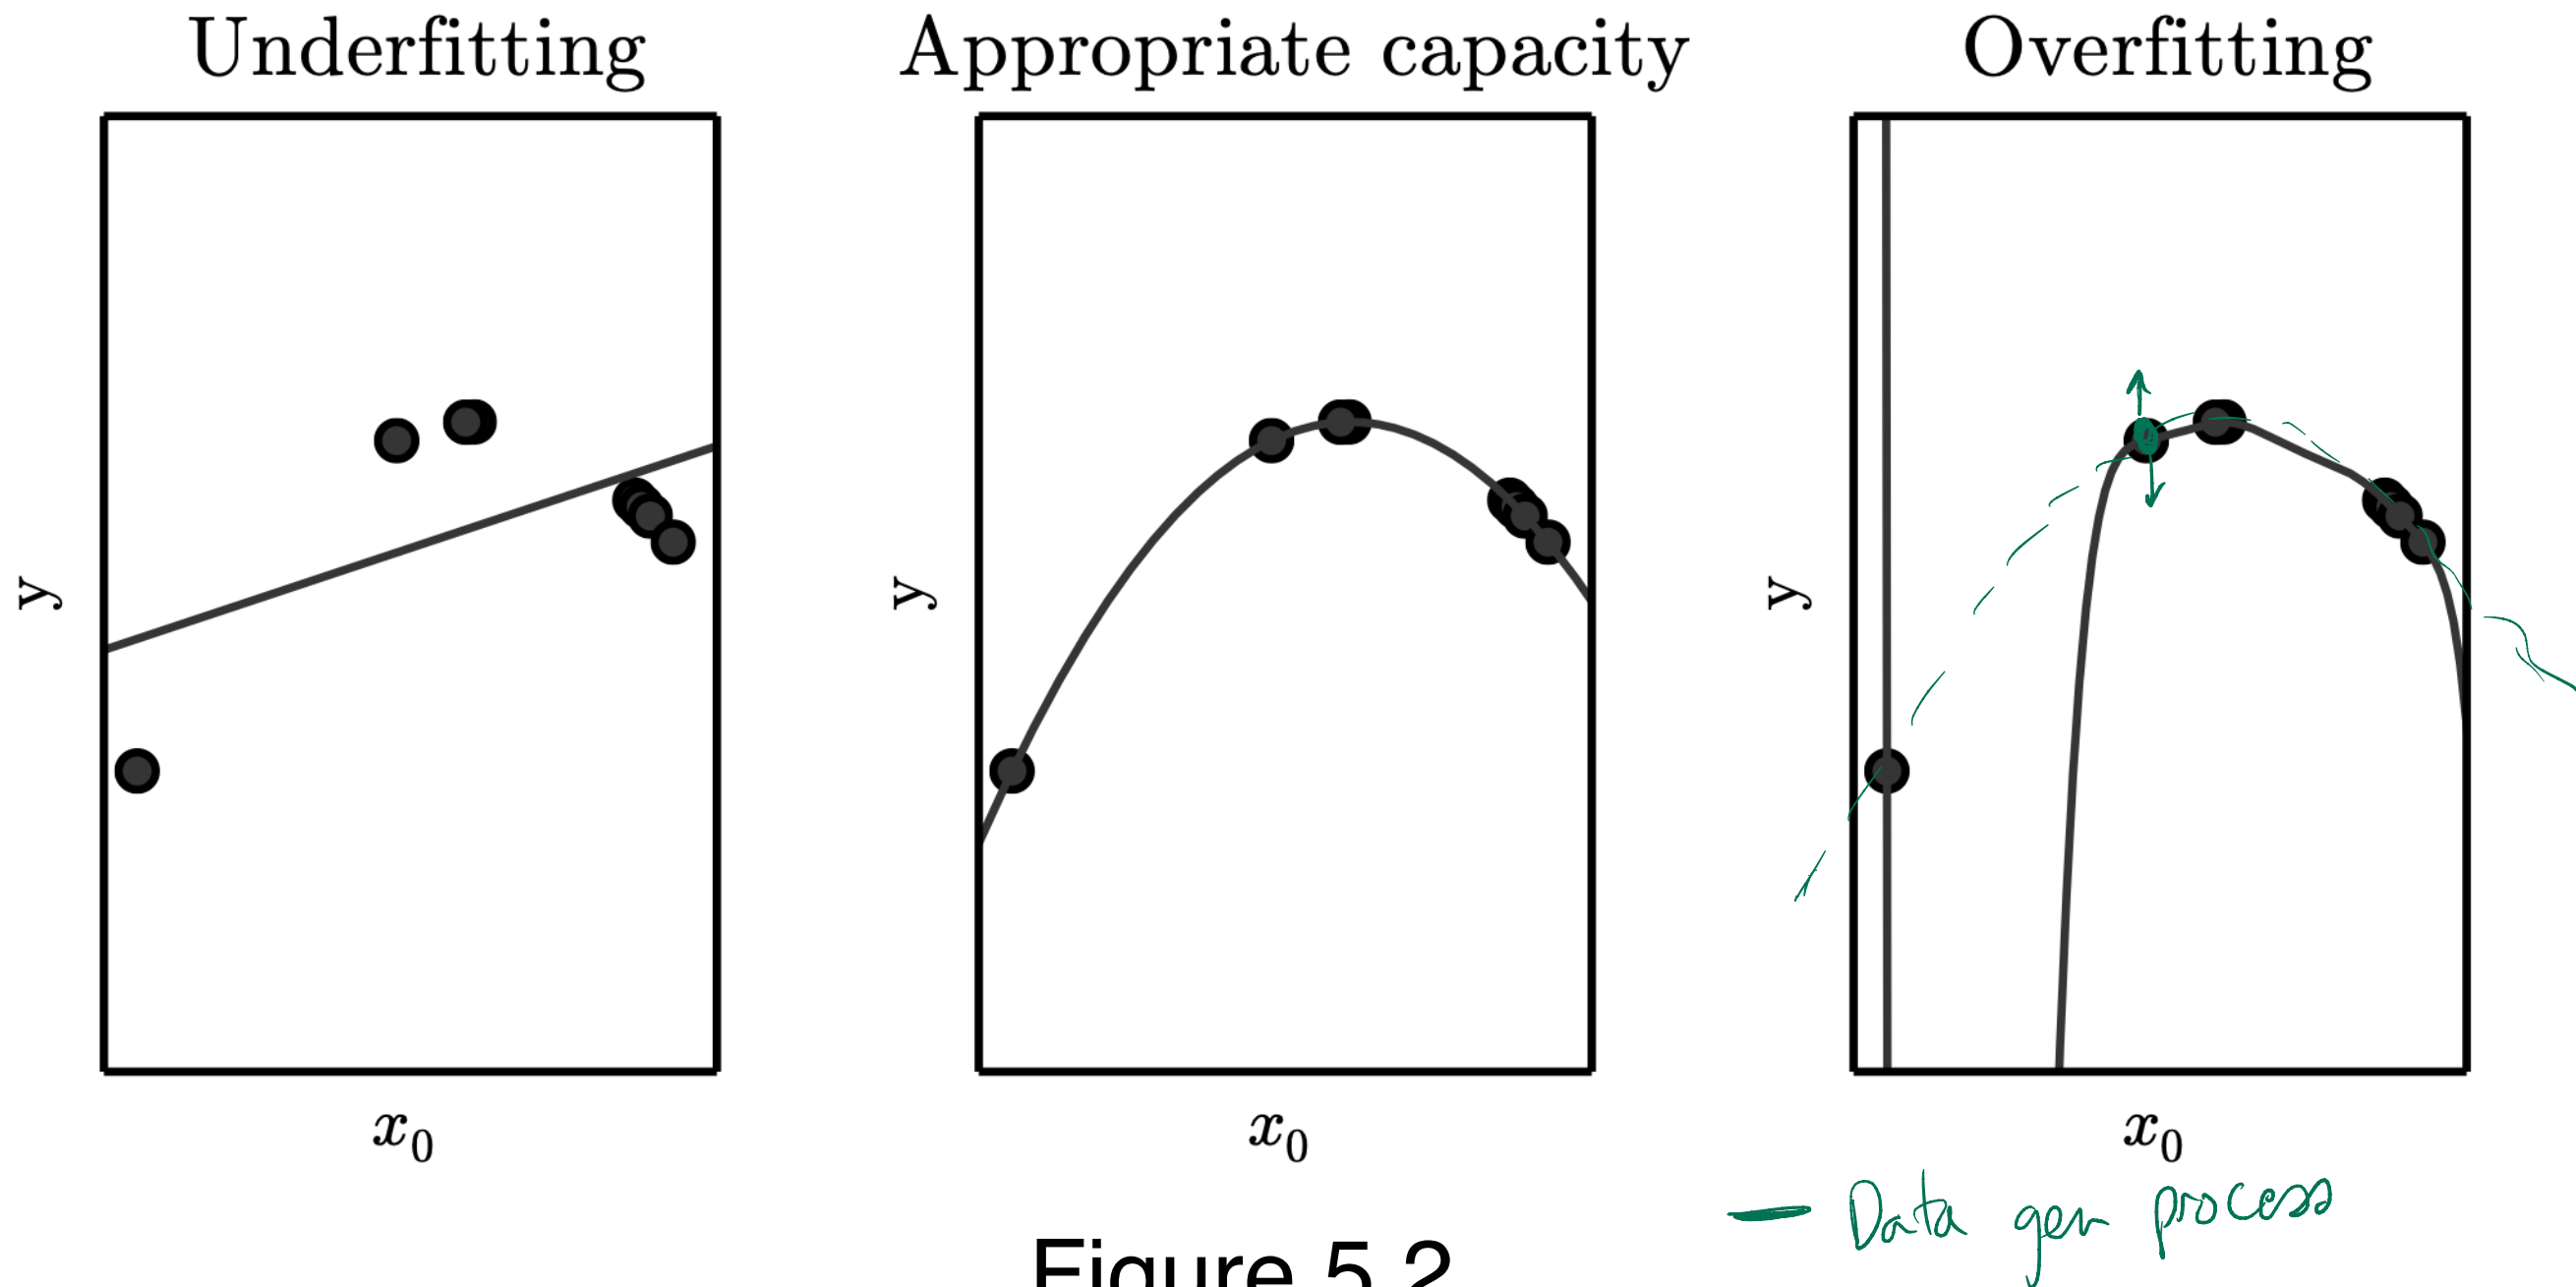 Underfitting
Appropriate capacity
Overfitting
y
y
y
x₀
x₀
x₀
Data gen process
Figure 5.2